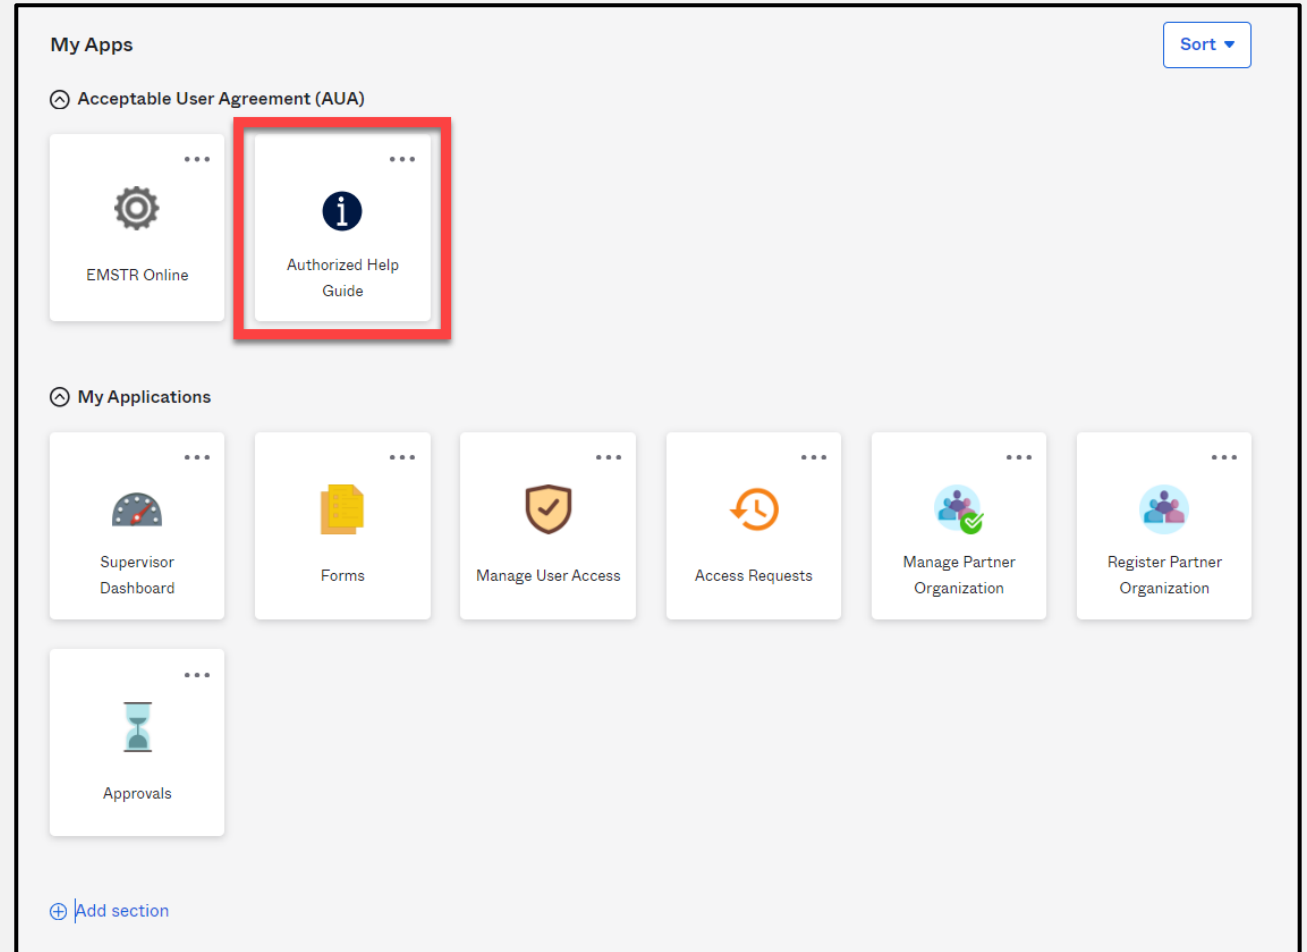 My Apps
Sort
Acceptable User Agreement (AUA)
EMSTR Online
Authorized Help
Guide
My Applications
Supervisor
Dashboard
Forms
Manage User Access
Access Requests
Manage Partner
Organization
Register Partner
Organization
Approvals
Add section